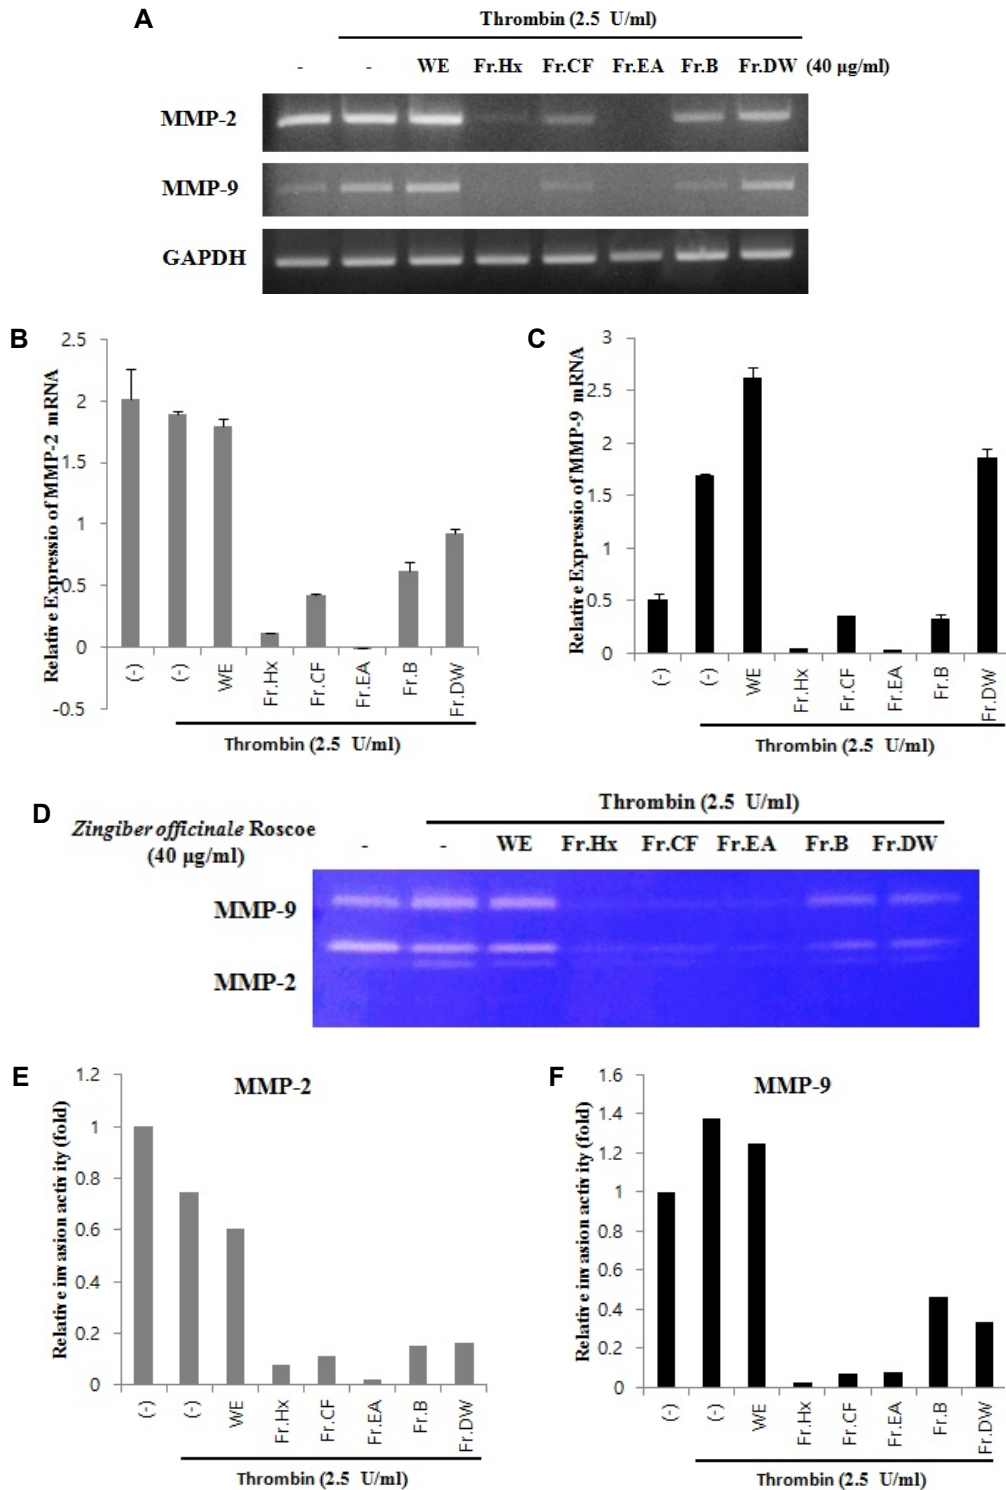 A
Thrombin (2.5 U/ml)
- - WE Fr.Hx Fr.CF Fr.EA Fr.B Fr.DW (40 μg/ml)
MMP-2
MMP-9
GAPDH
B
Relative Expressio of MMP-2 mRNA
2.5
2
1.5
1
0.5
0
-0.5
(-) (-) WE Fr.Hx Fr.CF Fr.EA Fr.B Fr.DW
Thrombin (2.5 U/ml)
C
Relative Expressio of MMP-9 mRNA
3
2.5
2
1.5
1
0.5
0
(-) (-) WE Fr.Hx Fr.CF Fr.EA Fr.B Fr.DW
Thrombin (2.5 U/ml)
D
Thrombin (2.5 U/ml)
Zingiber officinale Roscoe
(40 μg/ml)
- - WE Fr.Hx Fr.CF Fr.EA Fr.B Fr.DW
MMP-9
MMP-2
E
MMP-2
Relative invasion activity (fold)
1.2
1
0.8
0.6
0.4
0.2
0
(-) (-) WE Fr.Hx Fr.CF Fr.EA Fr.B Fr.DW
Thrombin (2.5 U/ml)
F
MMP-9
Relative invasion activity (fold)
1.6
1.4
1.2
1
0.8
0.6
0.4
0.2
0
(-) (-) WE Fr.Hx Fr.CF Fr.EA Fr.B Fr.DW
Thrombin (2.5 U/ml)